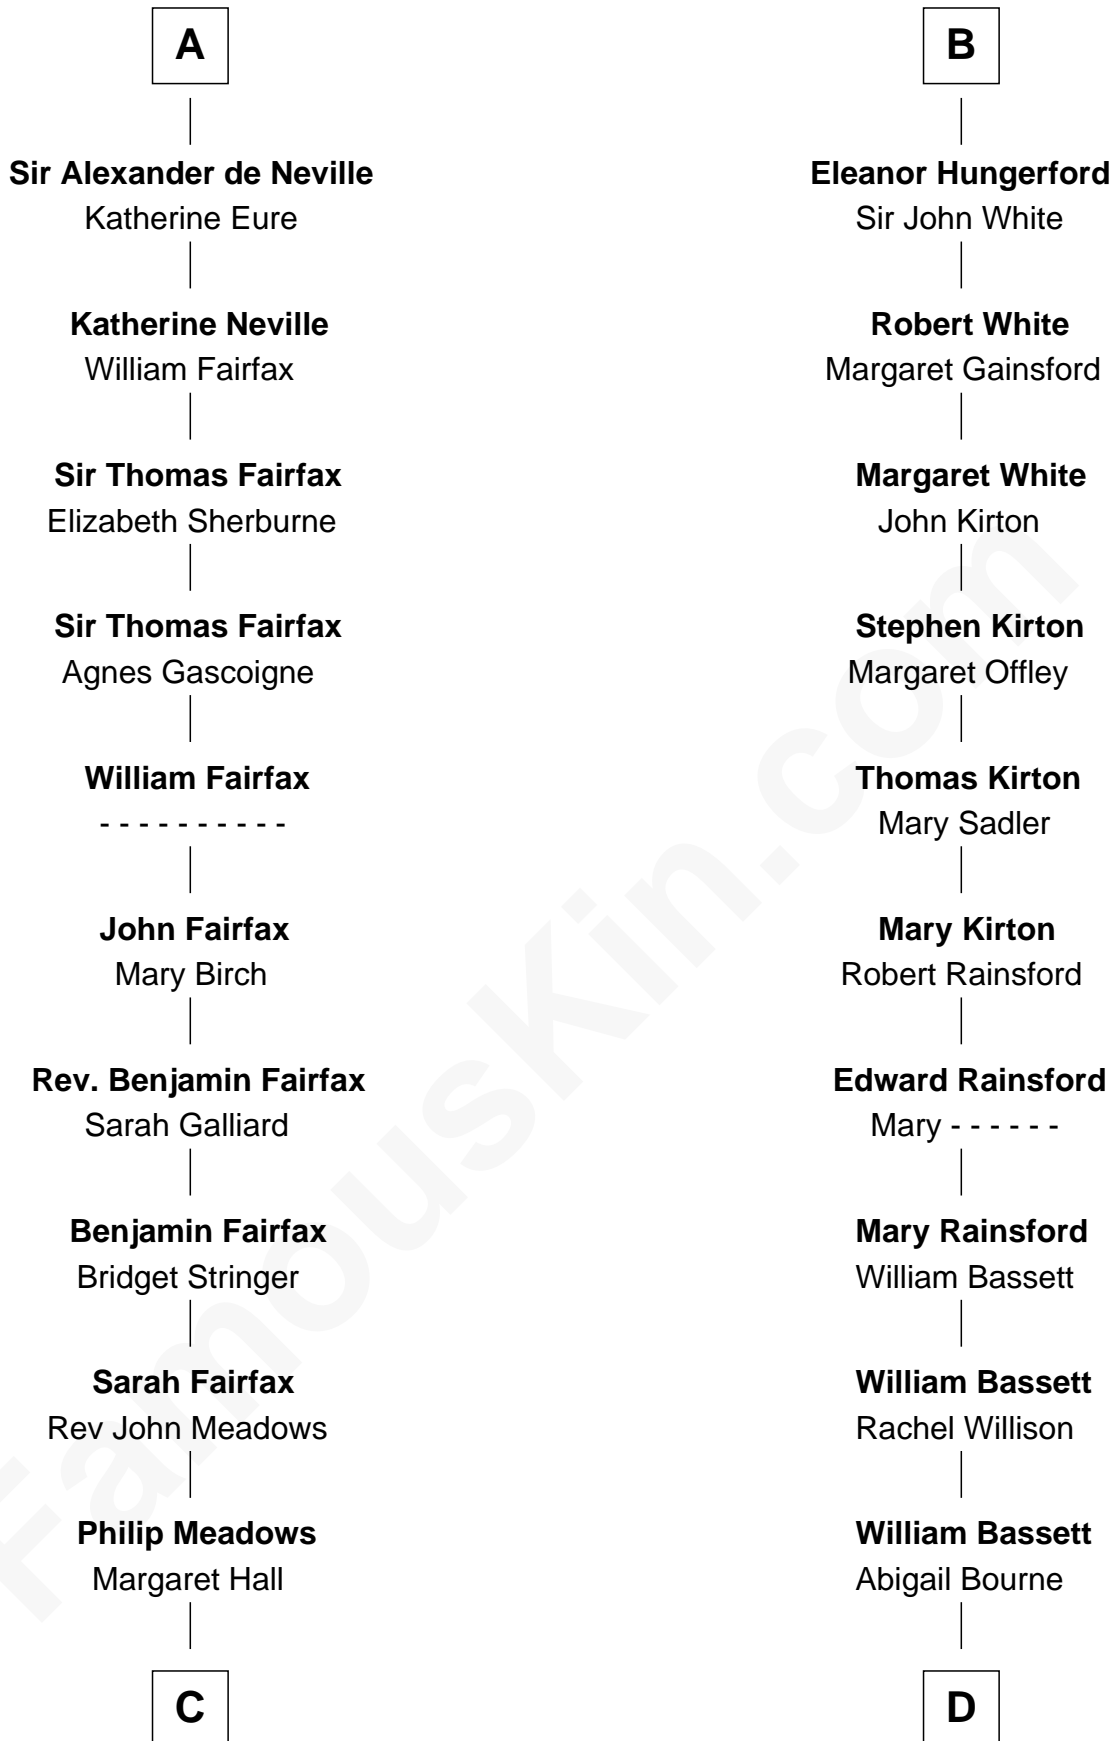 A
Sir Alexander de Neville
Katherine Eure
Katherine Neville
William Fairfax
Sir Thomas Fairfax
Elizabeth Sherburne
Sir Thomas Fairfax
Agnes Gascoigne
William Fairfax
- - - - - - - - - -
John Fairfax
Mary Birch
Rev. Benjamin Fairfax
Sarah Galliard
Benjamin Fairfax
Bridget Stringer
Sarah Fairfax
Rev John Meadows
Philip Meadows
Margaret Hall
C
B
Eleanor Hungerford
Sir John White
Robert White
Margaret Gainsford
Margaret White
John Kirton
Stephen Kirton
Margaret Offley
Thomas Kirton
Mary Sadler
Mary Kirton
Robert Rainsford
Edward Rainsford
Mary - - - - - -
Mary Rainsford
William Bassett
William Bassett
Rachel Willison
William Bassett
Abigail Bourne
D
FamousKin.com